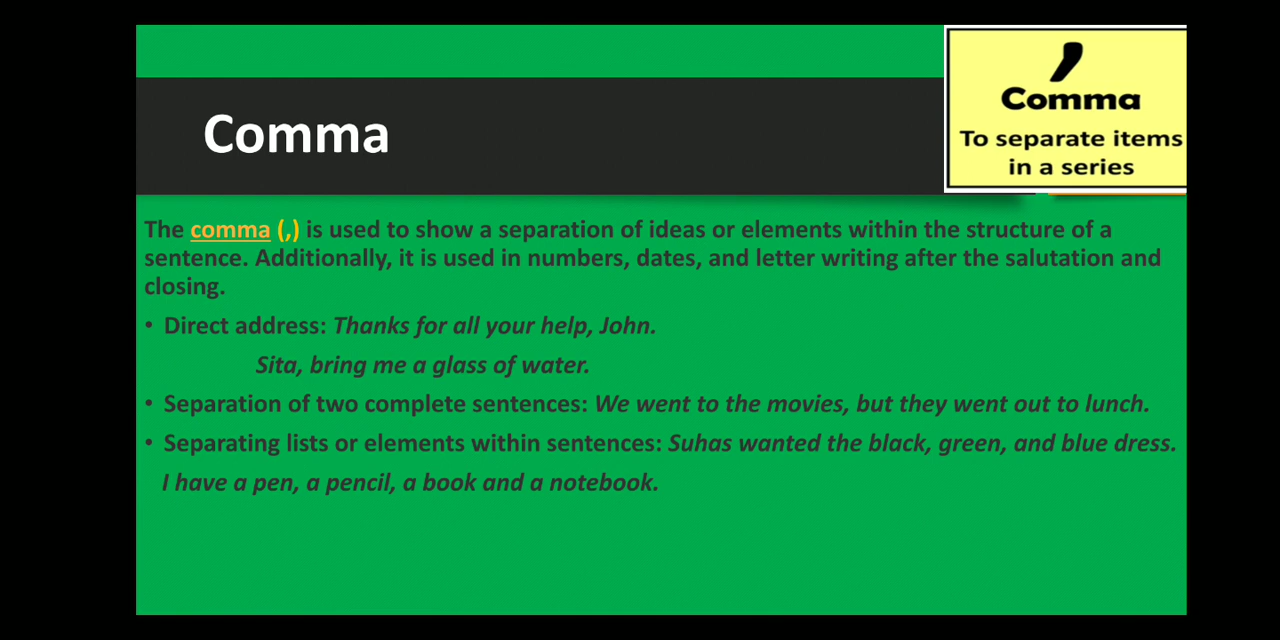 Comma
,
Comma
To separate items
in a series
The comma (,) is used to show a separation of ideas or elements within the structure of a
sentence. Additionally, it is used in numbers, dates, and letter writing after the salutation and
closing.
• Direct address: Thanks for all your help, John.
Sita, bring me a glass of water.
• Separation of two complete sentences: We went to the movies, but they went out to lunch.
• Separating lists or elements within sentences: Suhas wanted the black, green, and blue dress.
I have a pen, a pencil, a book and a notebook.